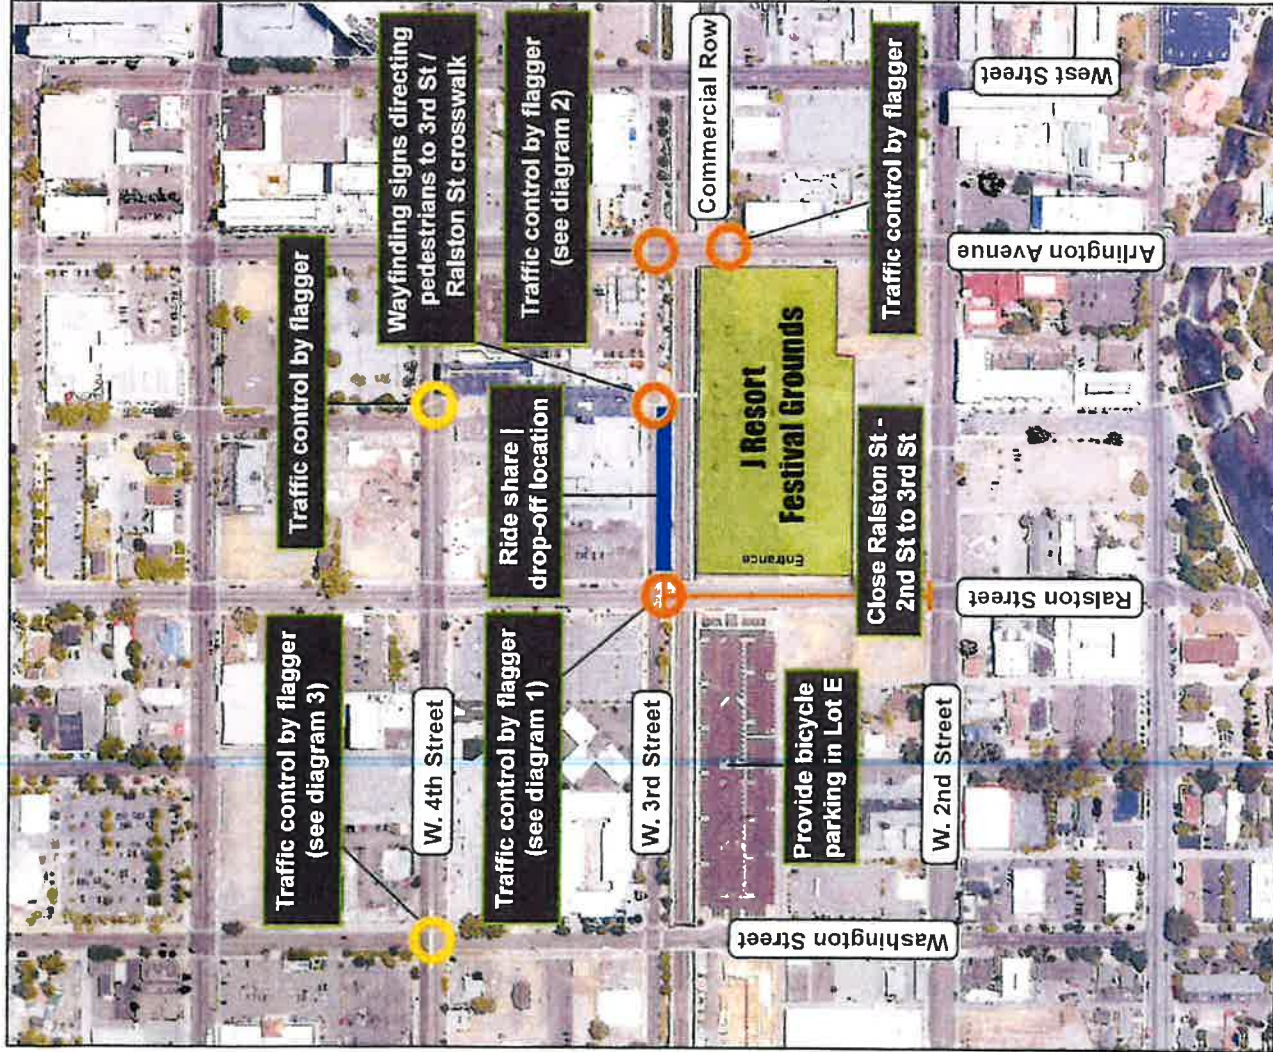 Wayfinding signs directing
pedestrians to 3rd St /
Ralston St crosswalk
Traffic control by flagger
(see diagram 2)
Commercial Row
Traffic control by flagger
West Street
Arlington Avenue
Traffic control by flagger
Ride share |
drop-off location
J Resort
Festival Grounds
Entrance
Close Ralston St -
2nd St to 3rd St
Ralston Street
Traffic control by flagger
(see diagram 3)
W. 4th Street
Traffic control by flagger
(see diagram 1)
W. 3rd Street
Provide bicycle
parking in Lot E
W. 2nd Street
Washington Street